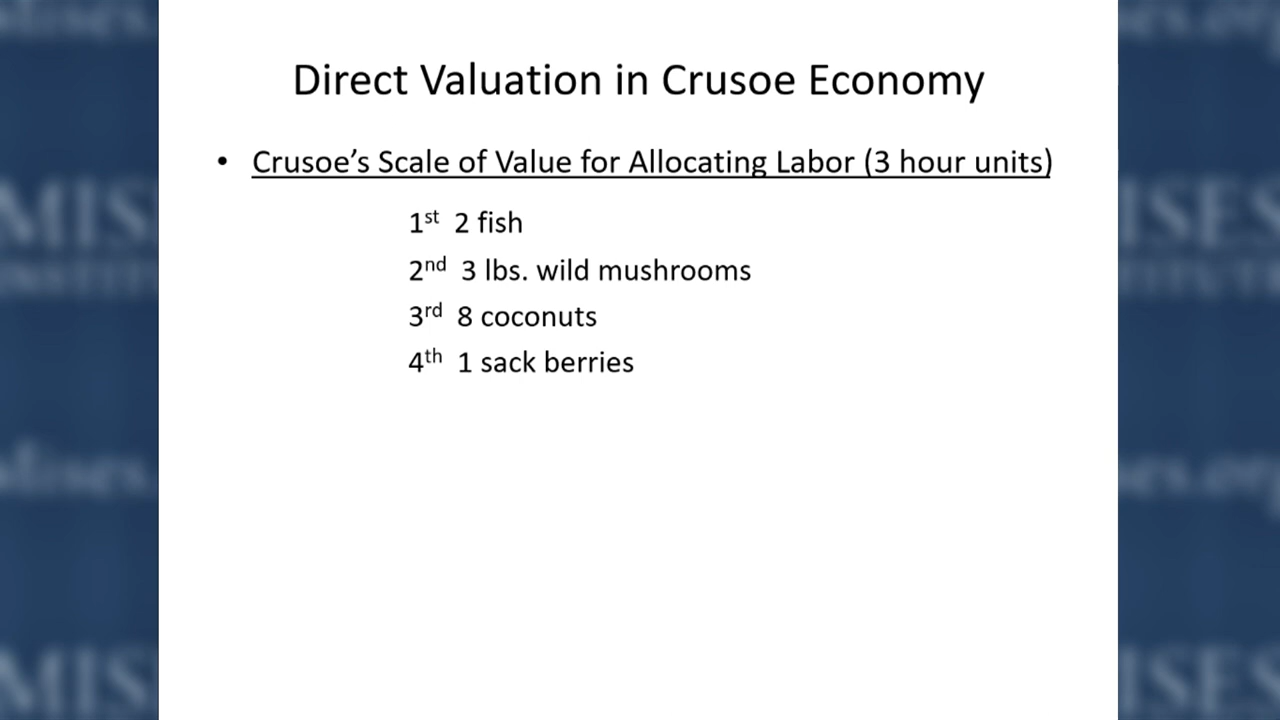 Direct Valuation in Crusoe Economy
• Crusoe’s Scale of Value for Allocating Labor (3 hour units)
1st 2 fish
2nd 3 lbs. wild mushrooms
3rd 8 coconuts
4th 1 sack berries